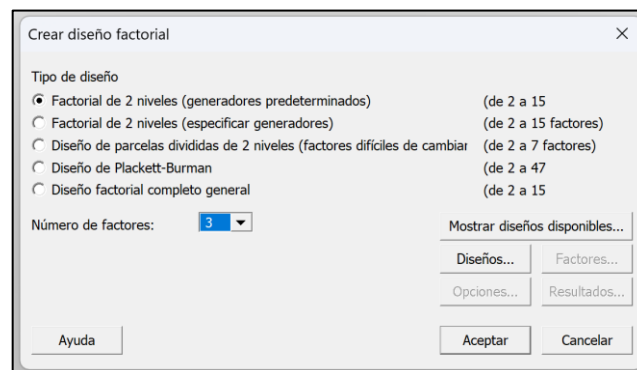 Crear diseño factorial
Tipo de diseño
Factorial de 2 niveles (generadores predeterminados) (de 2 a 15
Factorial de 2 niveles (especificar generadores) (de 2 a 15 factores)
Diseño de parcelas divididas de 2 niveles (factores difíciles de cambiar (de 2 a 7 factores)
Diseño de Plackett-Burman (de 2 a 47
Diseño factorial completo general (de 2 a 15
Número de factores: 3 Mostrar diseños disponibles...
Diseños... Factores...
Opciones... Resultados...
Ayuda Aceptar Cancelar